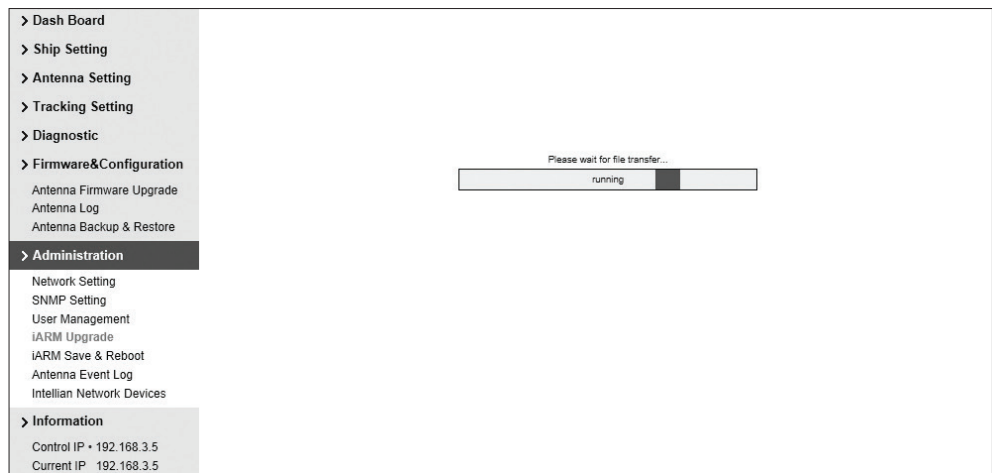 > Dash Board
> Ship Setting
> Antenna Setting
> Tracking Setting
> Diagnostic
> Firmware&Configuration
Antenna Firmware Upgrade
Antenna Log
Antenna Backup & Restore
> Administration
Network Setting
SNMP Setting
User Management
iARM Upgrade
iARM Save & Reboot
Antenna Event Log
Intellian Network Devices
> Information
Control IP • 192.168.3.5
Current IP 192.168.3.5
Please wait for file transfer...
running